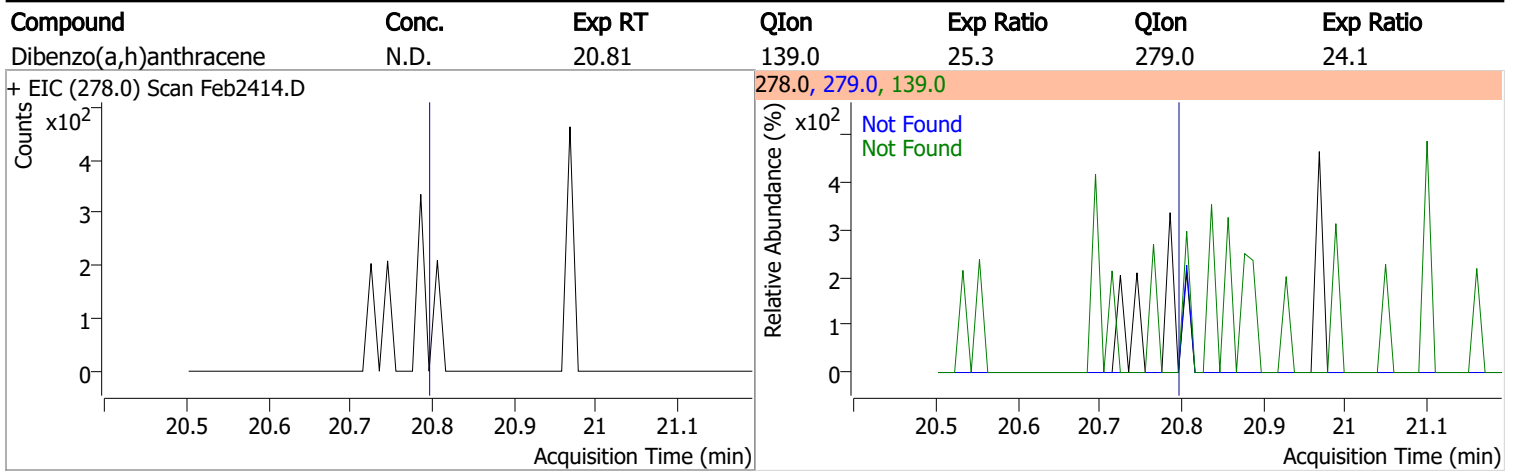 Compound Conc. Exp RT QIon Exp Ratio QIon Exp Ratio
Dibenzo(a,h)anthracene N.D. 20.81 139.0 25.3 279.0 24.1
+ EIC (278.0) Scan Feb2414.D
Counts
x10²
4
3
2
1
0
20.5 20.6 20.7 20.8 20.9 21 21.1
Acquisition Time (min)
278.0, 279.0, 139.0
Relative Abundance (%)
x10²
Not Found
Not Found
4
3
2
1
0
20.5 20.6 20.7 20.8 20.9 21 21.1
Acquisition Time (min)